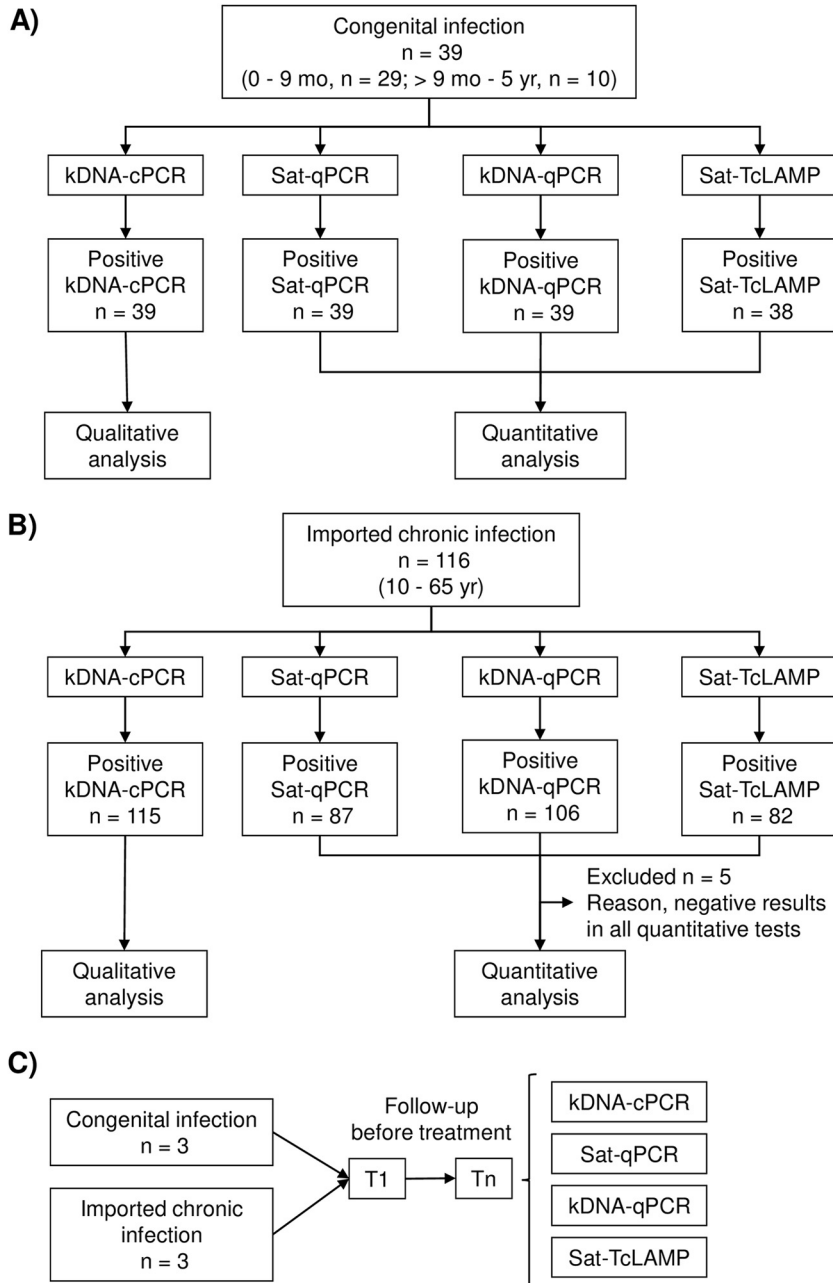 A)
Congenital infection
n = 39
(0 - 9 mo, n = 29; > 9 mo - 5 yr, n = 10)
kDNA-cPCR
Sat-qPCR
kDNA-qPCR
Sat-TcLAMP
Positive
kDNA-cPCR
n = 39
Positive
Sat-qPCR
n = 39
Positive
kDNA-qPCR
n = 39
Positive
Sat-TcLAMP
n = 38
Qualitative
analysis
Quantitative
analysis
B)
Imported chronic infection
n = 116
(10 - 65 yr)
kDNA-cPCR
Sat-qPCR
kDNA-qPCR
Sat-TcLAMP
Positive
kDNA-cPCR
n = 115
Positive
Sat-qPCR
n = 87
Positive
kDNA-qPCR
n = 106
Positive
Sat-TcLAMP
n = 82
Excluded n = 5
Reason, negative results
in all quantitative tests
Qualitative
analysis
Quantitative
analysis
C)
Congenital infection
n = 3
Imported chronic
infection
n = 3
Follow-up
before treatment
T1
Tn
kDNA-cPCR
Sat-qPCR
kDNA-qPCR
Sat-TcLAMP